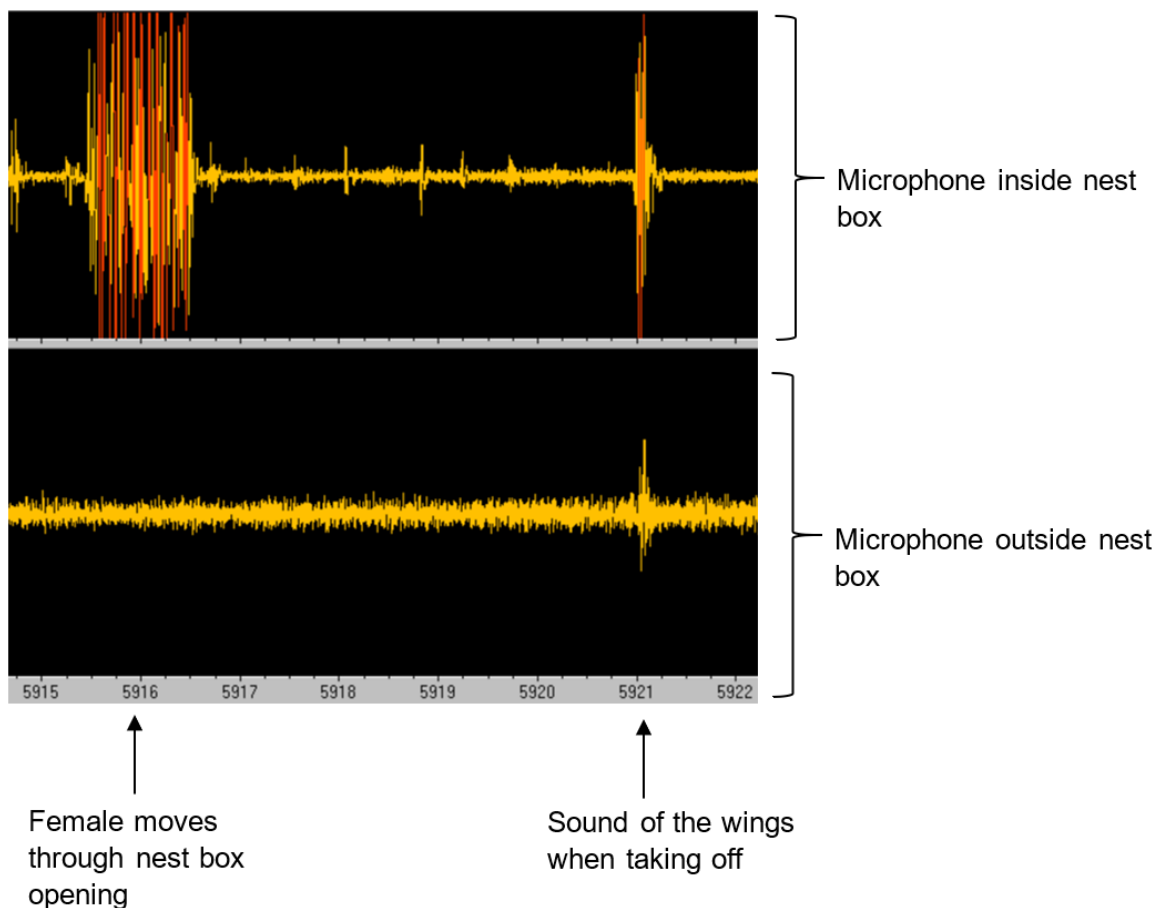 Microphone inside nest
box
Microphone outside nest
box
5915 5916 5917 5918 5919 5920 5921 5922
Female moves
through nest box
opening
Sound of the wings
when taking off